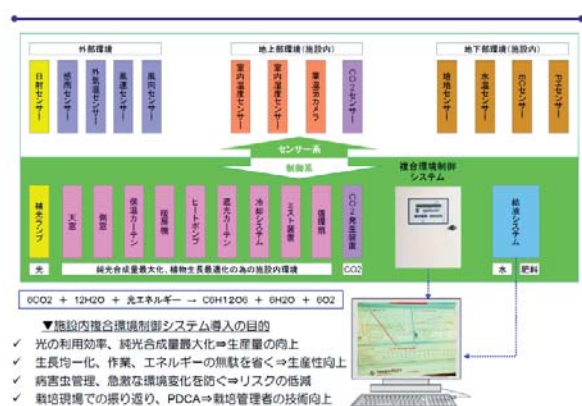 外部環境
地上部環境(施設内)
地下部環境(施設内)
日射センサー
感雨センサー
外気温センサー
風速センサー
風向センサー
室内温度センサー
室内湿度センサー
葉温カメラ
CO2センサー
培地センサー
水温センサー
ECセンサー
PHセンサー
センサー系
制御系
複合環境制御
システム
補光ランプ
天窓
側窓
保温カーテン
暖房機
ヒートポンプ
遮光カーテン
冷却システム
ミスト装置
循環扇
CO2発生装置
給液システム
光
純光合成量最大化、植物生長最適化の為の施設内環境
CO2
水
肥料
6CO2 + 12H2O + 光エネルギー → C6H12O6 + 6H2O + 6O2
▼施設内複合環境制御システム導入の目的
✓ 光の利用効率、純光合成量最大化⇒生産量の向上
✓ 生長均一化、作業、エネルギーの無駄を省く⇒生産性向上
✓ 病害虫管理、急激な環境変化を防ぐ⇒リスクの低減
✓ 栽培現場での振り返り、PDCA⇒栽培管理者の技術向上